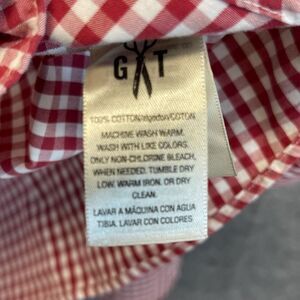 G T
100% COTTON/algodon/COTON
MACHINE WASH WARM.
WASH WITH LIKE COLORS.
ONLY NON-CHLORINE BLEACH,
WHEN NEEDED. TUMBLE DRY
LOW. WARM IRON, OR DRY
CLEAN.
LAVAR A MÁQUINA CON AGUA
TIBIA. LAVAR CON COLORES